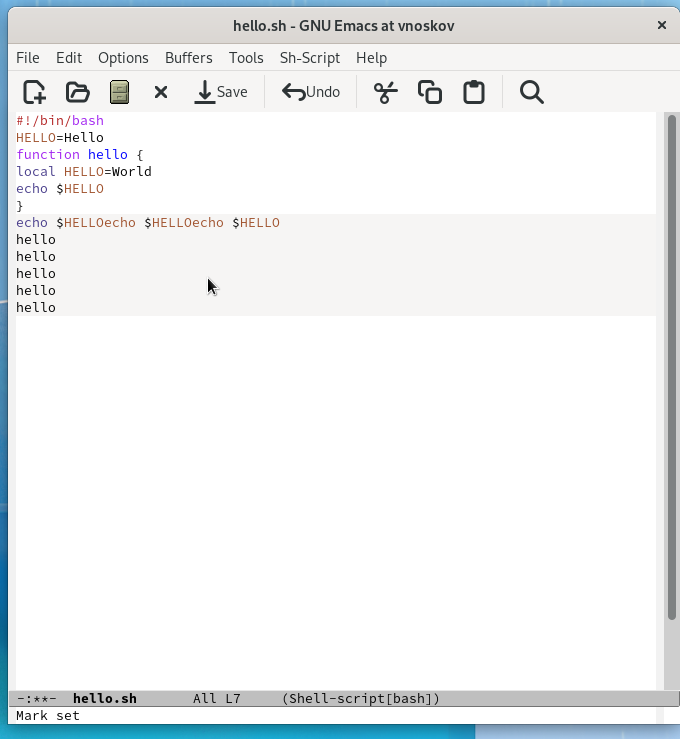 hello.sh - GNU Emacs at vnoskov
File Edit Options Buffers Tools Sh-Script Help
Save Undo
#!/bin/bash
HELLO=Hello
function hello {
local HELLO=World
echo $HELLO
}
echo $HELLOecho $HELLOecho $HELLO
hello
hello
hello
hello
hello
-:**- hello.sh All L7 (Shell-script[bash])
Mark set